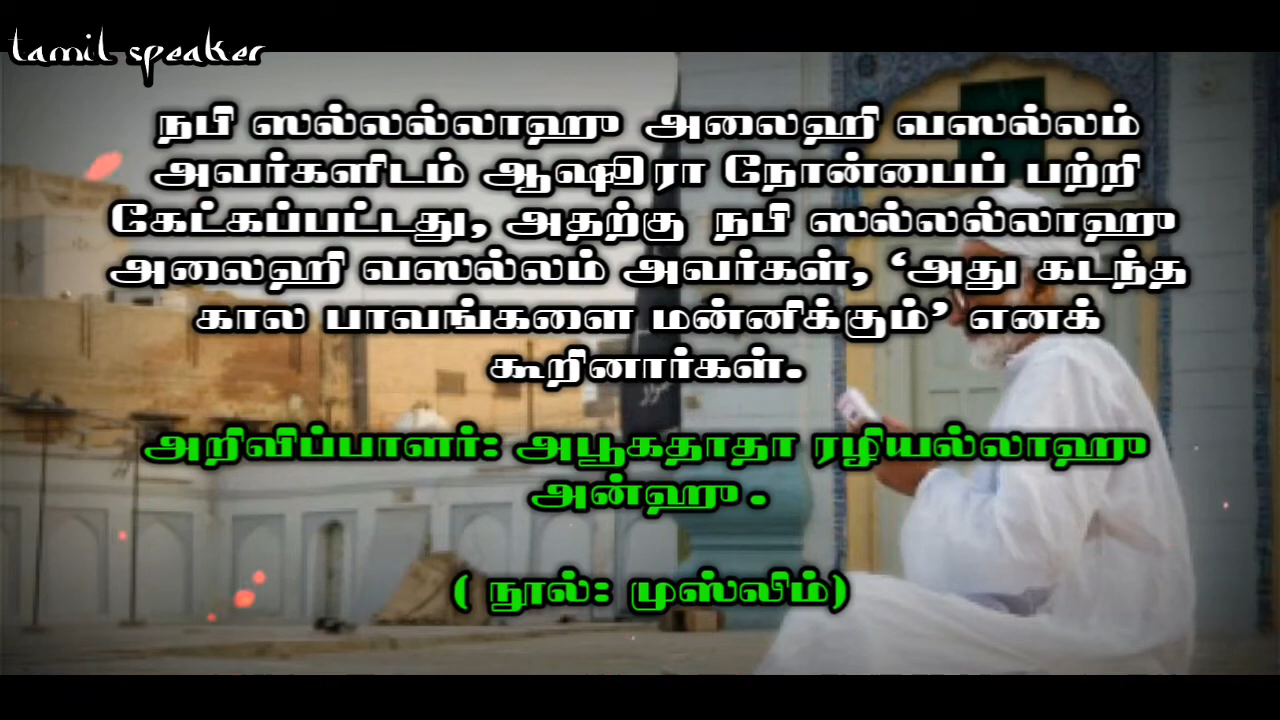 tamil speaker
நபி ஸல்லல்லாஹு அலைஹி வஸல்லம்
அவர்களிடம் ஆஷூரா நோன்பைப் பற்றி
கேட்கப்பட்டது, அதற்கு நபி ஸல்லல்லாஹு
அலைஹி வஸல்லம் அவர்கள், ‘அது கடந்த
கால பாவங்களை மன்னிக்கும்’ எனக்
கூறினார்கள்.
அறிவிப்பாளர்: அபூகதாதா ரழியல்லாஹு
அன்ஹு .
( நூல்: முஸ்லிம்)